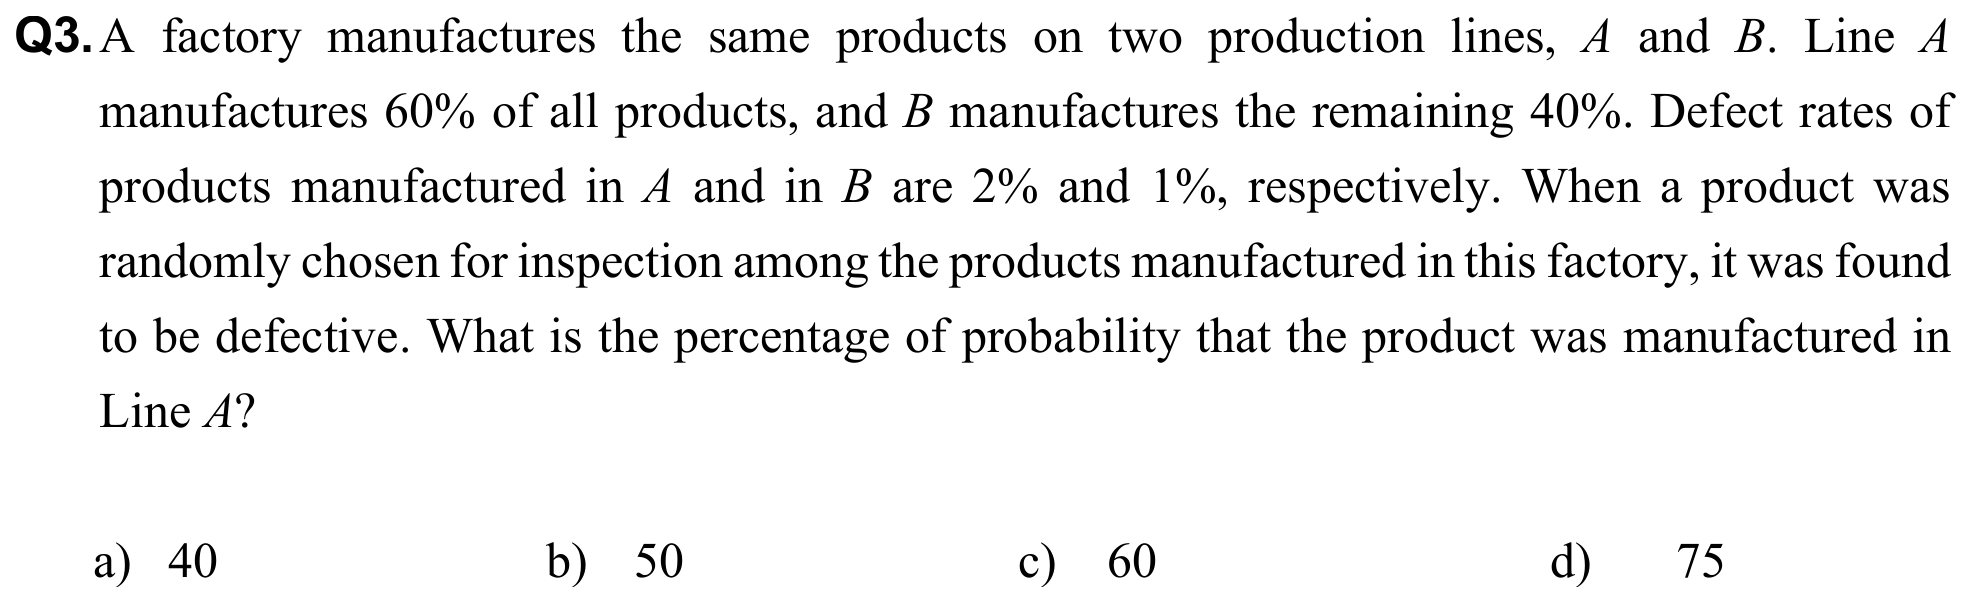 Q3. A factory manufactures the same products on two production lines, A and B. Line A
manufactures 60% of all products, and B manufactures the remaining 40%. Defect rates of
products manufactured in A and in B are 2% and 1%, respectively. When a product was
randomly chosen for inspection among the products manufactured in this factory, it was found
to be defective. What is the percentage of probability that the product was manufactured in
Line A?
a) 40 b) 50 c) 60 d) 75